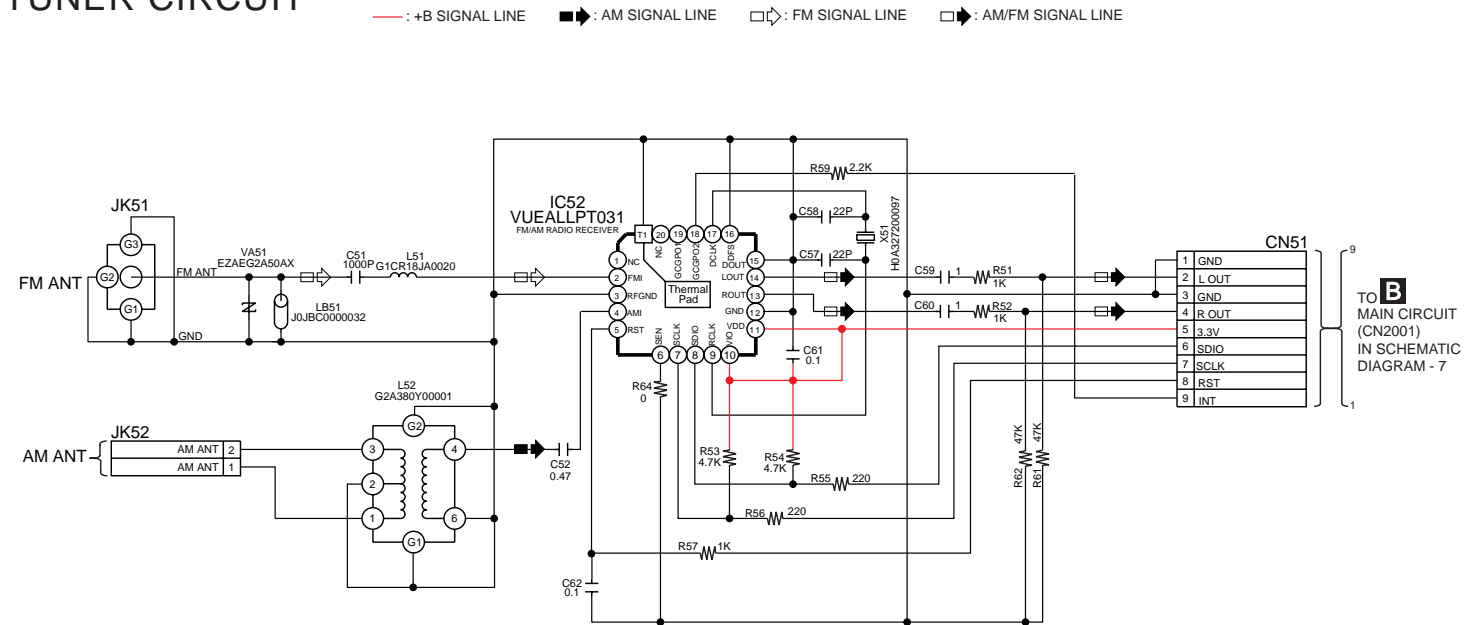 TUNER CIRCUIT
: +B SIGNAL LINE
: AM SIGNAL LINE
: FM SIGNAL LINE
: AM/FM SIGNAL LINE
JK51
G3
G2
G1
FM ANT
FM ANT
GND
VA51
EZAEG2A50AX
LB51
J0JBC0000032
C51
1000P
L51
G1CR18JA0020
IC52
VUEALLPT031
FM/AM RADIO RECEIVER
T1
20
19
18
17
16
NC
GCGPO1
GCGPO2
DCLK
DFS
1
NC
2
FMI
3
RFGND
4
AMI
5
RST
Thermal
Pad
DOUT
15
LOUT
14
ROUT
13
GND
12
VDD
11
SEN
SCLK
SDIO
RCLK
VIO
6
7
8
9
10
R59
2.2K
C58
22P
C57
22P
X51
H0A327200097
C59
1
R51
1K
C60
1
R52
1K
C61
0.1
R64
0
R53
4.7K
R54
4.7K
R55
220
R56
220
R57
1K
C62
0.1
R62
47K
R61
47K
L52
G2A380Y00001
G2
3
4
2
1
6
G1
AM ANT
JK52
AM ANT
2
AM ANT
1
C52
0.47
CN51
1
GND
2
L OUT
3
GND
4
R OUT
5
3.3V
6
SDIO
7
SCLK
8
RST
9
INT
9
1
TO B
MAIN CIRCUIT
(CN2001)
IN SCHEMATIC
DIAGRAM - 7